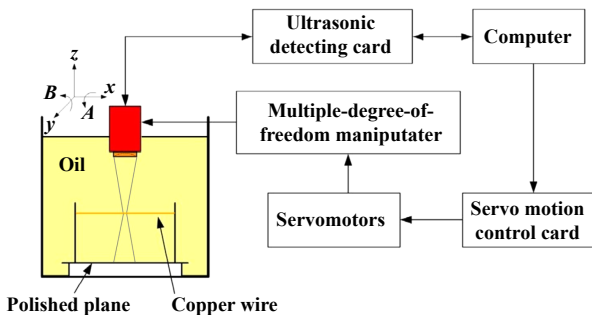 Ultrasonic
detecting card
Computer
z
B
x
A
y
Multiple-degree-of-
freedom maniputater
Oil
Servomotors
Servo motion
control card
Polished plane
Copper wire